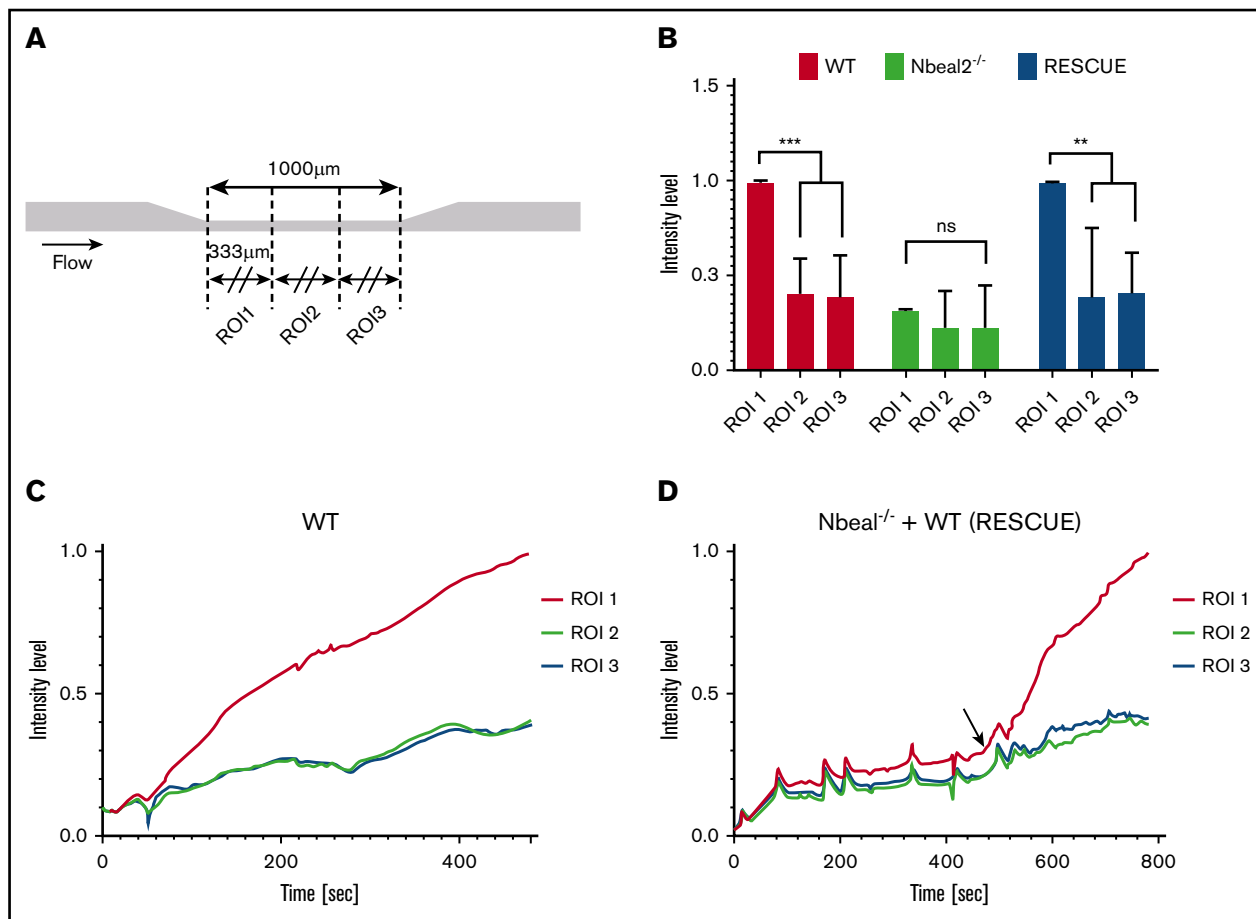 A
1000μm
333μm
Flow
ROI1
ROI2
ROI3
B
WT
Nbeal2-/-
RESCUE
Intensity level
1.5
1.0
0.3
0.0
***
ns
**
ROI 1
ROI 2
ROI 3
ROI 1
ROI 2
ROI 3
ROI 1
ROI 2
ROI 3
C
WT
Intensity level
1.0
0.5
0.0
0
200
400
Time [sec]
ROI 1
ROI 2
ROI 3
D
Nbeal-/- + WT (RESCUE)
Intensity level
1.0
0.5
0.0
0
200
400
600
800
Time [sec]
ROI 1
ROI 2
ROI 3